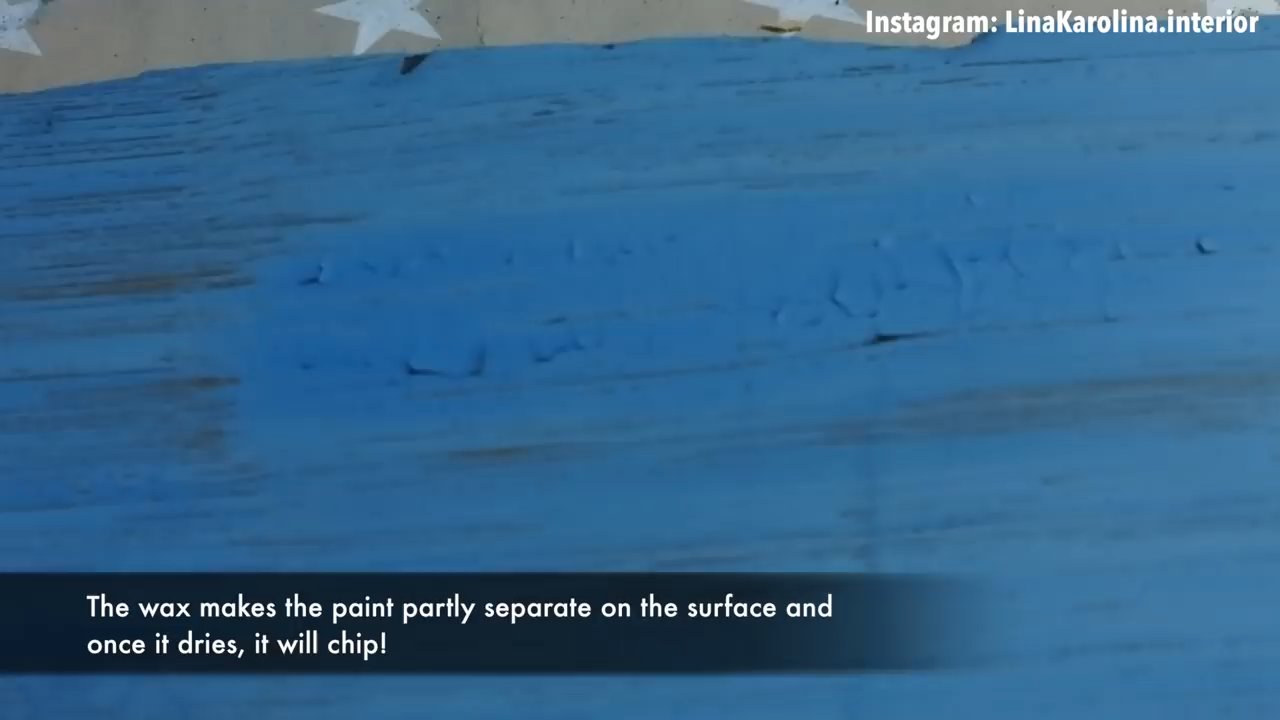 Instagram: LinaKarolina.interior
The wax makes the paint partly separate on the surface and
once it dries, it will chip!